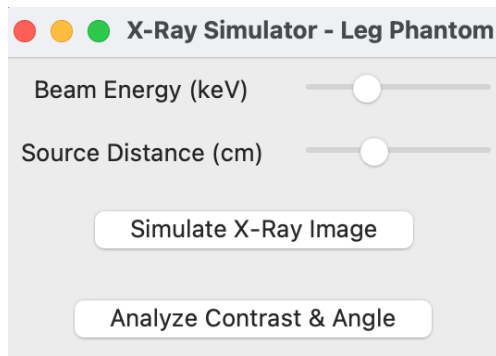 X-Ray Simulator - Leg Phantom
Beam Energy (keV)
Source Distance (cm)
Simulate X-Ray Image
Analyze Contrast & Angle